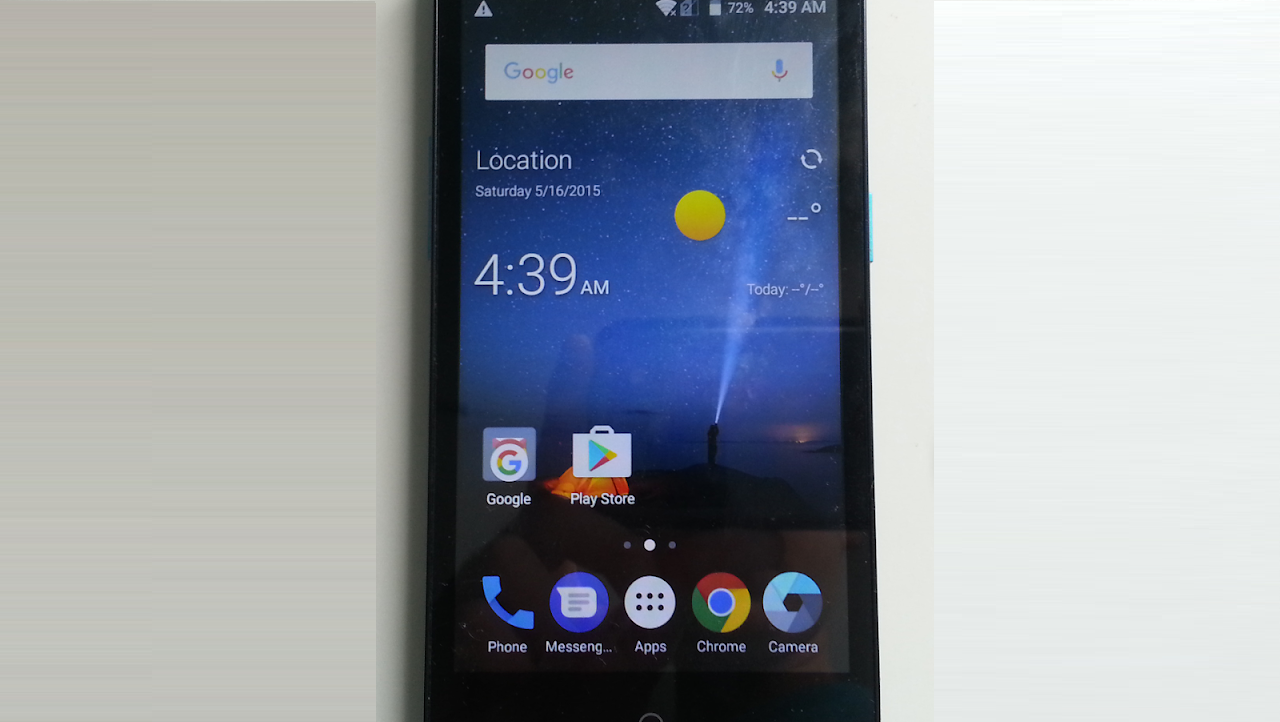 72% 4:39 AM
Google
Location
Saturday 5/16/2015
--°
4:39 AM
Today: --°/--°
Google Play Store
Phone Messeng... Apps Chrome Camera